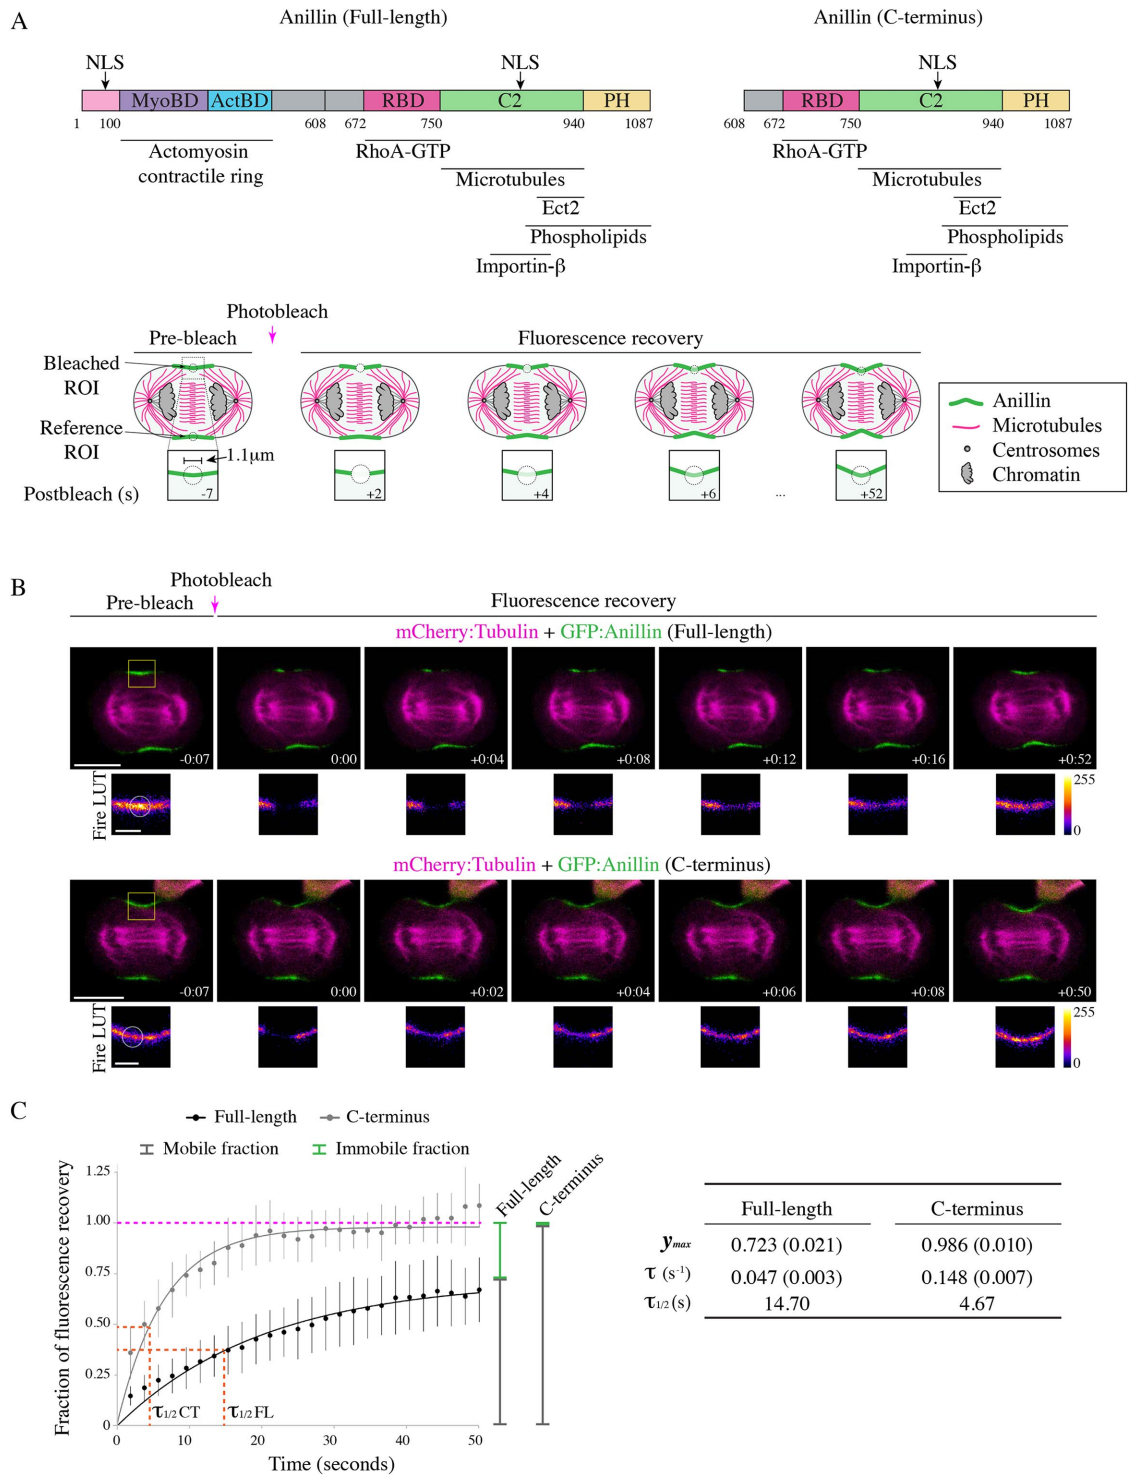 A
Anillin (Full-length)
Anillin (C-terminus)
NLS
NLS
NLS
MyoBD
ActBD
RBD
C2
PH
RBD
C2
PH
1
100
608
672
750
940
1087
608
672
750
940
1087
Actomyosin
contractile ring
RhoA-GTP
Microtubules
Ect2
Phospholipids
Importin-β
RhoA-GTP
Microtubules
Ect2
Phospholipids
Importin-β
Photobleach
Pre-bleach
Fluorescence recovery
Bleached
ROI
Reference
ROI
1.1μm
Postbleach (s)
-7
+2
+4
+6
...
+52
Anillin
Microtubules
Centrosomes
Chromatin
B
Photobleach
Pre-bleach
Fluorescence recovery
mCherry:Tubulin + GFP:Anillin (Full-length)
-0:07
0:00
+0:04
+0:08
+0:12
+0:16
+0:52
Fire LUT
255
0
mCherry:Tubulin + GFP:Anillin (C-terminus)
-0:07
0:00
+0:02
+0:04
+0:06
+0:08
+0:50
Fire LUT
255
0
C
Full-length
C-terminus
Mobile fraction
Immobile fraction
Full-length
C-terminus
Fraction of fluorescence recovery
1.25
1.00
0.75
0.50
0.25
0
τ1/2 CT
τ1/2 FL
0
10
20
30
40
50
Time (seconds)
Full-length
C-terminus
ymax
0.723 (0.021)
0.986 (0.010)
τ (s-1)
0.047 (0.003)
0.148 (0.007)
τ1/2 (s)
14.70
4.67